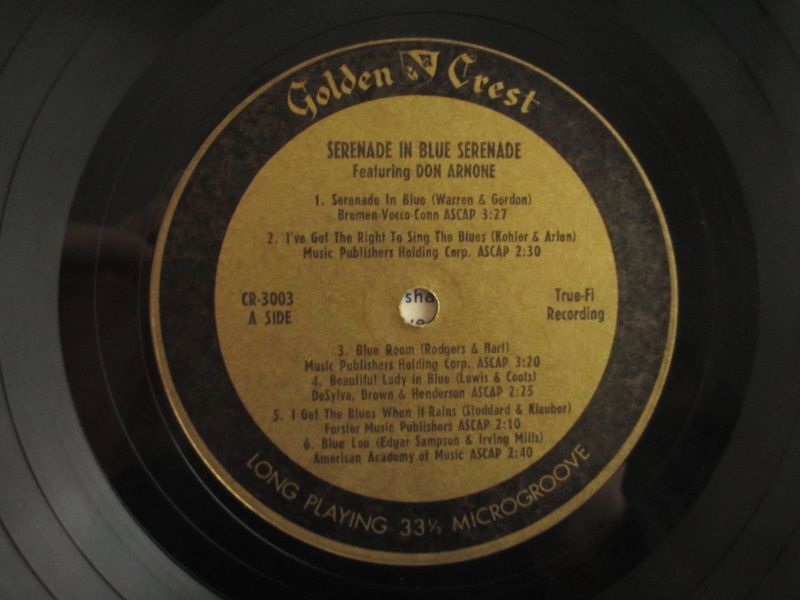 Golden Crest
SERENADE IN BLUE SERENADE
Featuring DON ARNONE
1. Serenade In Blue (Warren & Gordon)
Bremen-Vocco-Conn ASCAP 3:27
2. I've Got The Right To Sing The Blues (Kohler & Arlen)
Music Publishers Holding Corp. ASCAP 2:30
CR-3003
A SIDE
sha
ve
True-Fi
Recording
3. Blue Room (Rodgers & Hart)
Music Publishers Holding Corp. ASCAP 3:20
4. Beautiful Lady in Blue (Lewis & Coots)
DeSylva, Brown & Henderson ASCAP 2:25
5. I Get The Blues When it Rains (Stoddard & Klauber)
Forster Music Publishers ASCAP 2:10
6. Blue Lou (Edgar Sampson & Irving Mills)
American Academy of Music ASCAP 2:40
LONG PLAYING 33⅓ MICROGROOVE